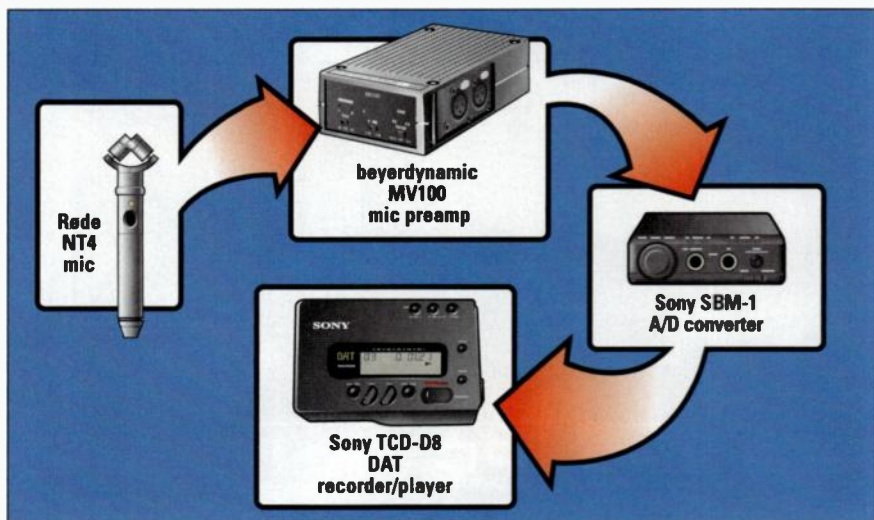 Røde
NT4
mic
beyerdynamic
MV100
mic preamp
Sony SBM-1
A/D converter
SONY
DAT
Sony TCD-D8
DAT
recorder/player